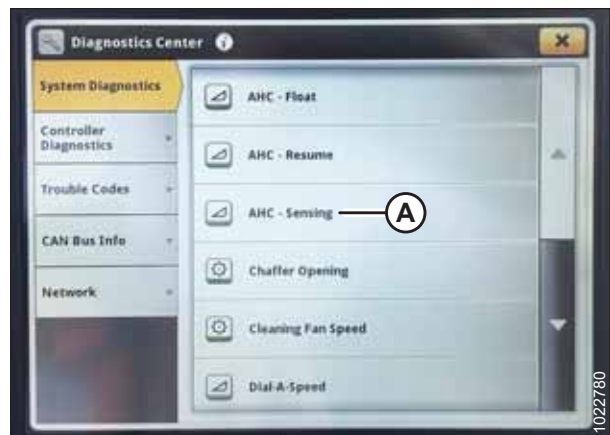 Diagnostics Center
System Diagnostics
Controller
Diagnostics
Trouble Codes
CAN Bus Info
Network
AHC - Float
AHC - Resume
AHC - Sensing
A
Chaffer Opening
Cleaning Fan Speed
Dial-A-Speed
1022780